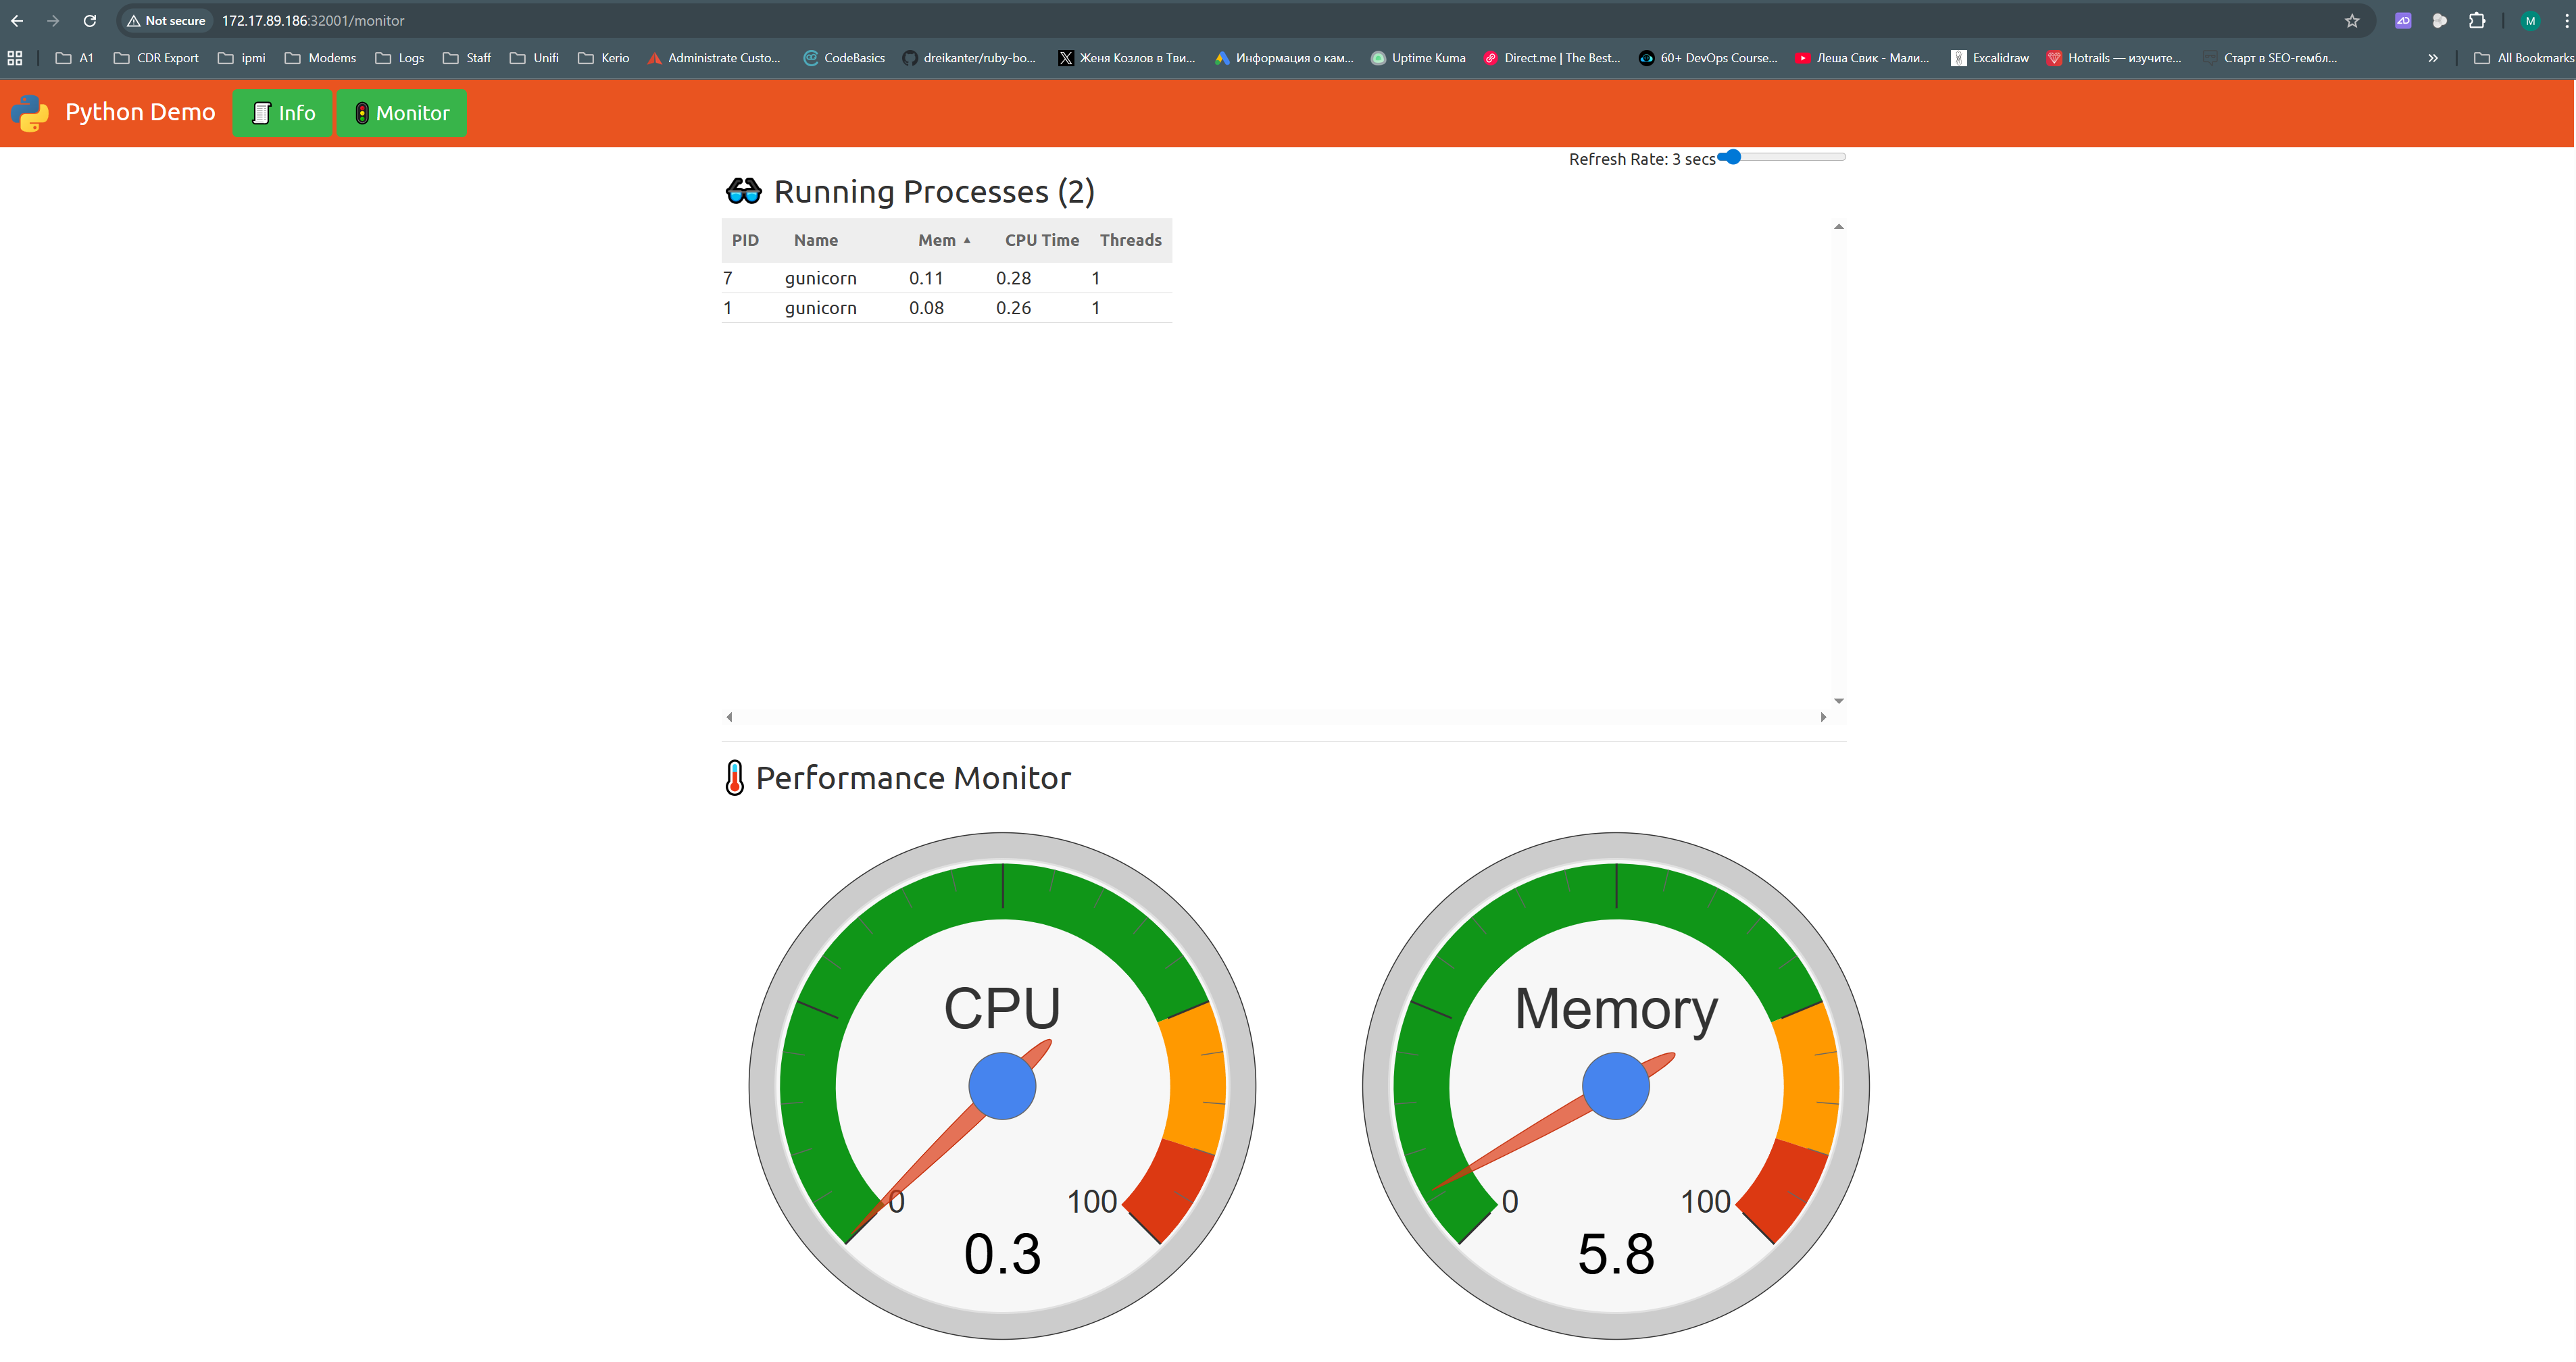 Not secure 172.17.89.186:32001/monitor M
A1 CDR Export ipmi Modems Logs Staff Unifi Kerio Administrate Custo... CodeBasics dreikanter/ruby-bo... Женя Козлов в Тви... Информация о кам... Uptime Kuma Direct.me | The Best... 60+ DevOps Course... Леша Свик - Мали... Excalidraw Hotrails — изучите... Старт в SEO-гембл... » All Bookmarks
Python Demo Info Monitor
Refresh Rate: 3 secs
Running Processes (2)
PID Name Mem CPU Time Threads
7 gunicorn 0.11 0.28 1
1 gunicorn 0.08 0.26 1
Performance Monitor
CPU Memory
0 100 0 100
0.3 5.8